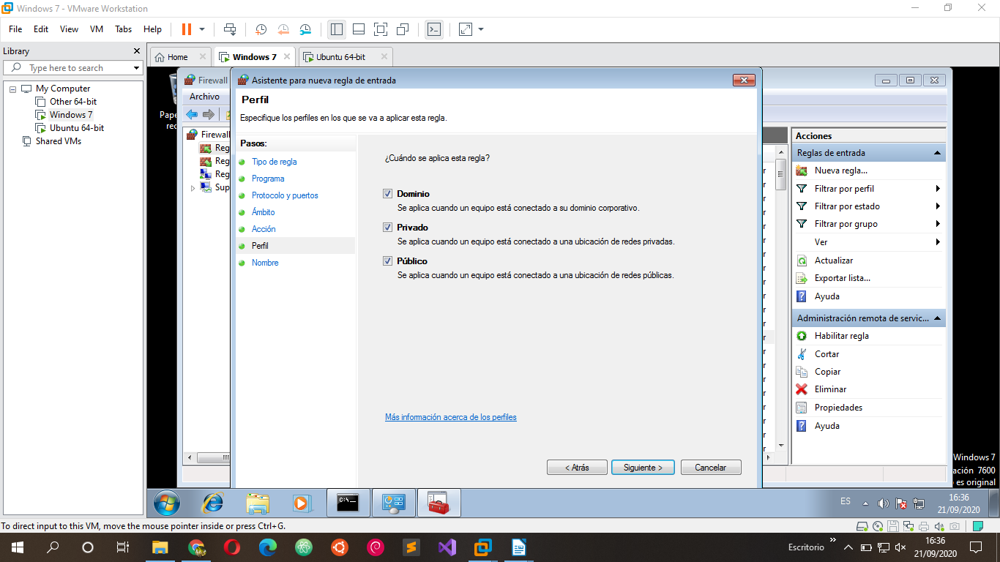 Windows 7 - VMware Workstation
File Edit View VM Tabs Help
Library
Type here to search
My Computer
Other 64-bit
Windows 7
Ubuntu 64-bit
Shared VMs
Home
Windows 7
Ubuntu 64-bit
Pape
rec
Firewall
Archivo
Firewall
Reg
Reg
Reg
Sup
Asistente para nueva regla de entrada
Perfil
Especifique los perfiles en los que se va a aplicar esta regla.
Pasos:
Tipo de regla
Programa
Protocolo y puertos
Ámbito
Acción
Perfil
Nombre
¿Cuándo se aplica esta regla?
Dominio
Se aplica cuando un equipo está conectado a su dominio corporativo.
Privado
Se aplica cuando un equipo está conectado a una ubicación de redes privadas.
Público
Se aplica cuando un equipo está conectado a una ubicación de redes públicas.
Más información acerca de los perfiles
< Atrás
Siguiente >
Cancelar
Acciones
Reglas de entrada
Nueva regla...
Filtrar por perfil
Filtrar por estado
Filtrar por grupo
Ver
Actualizar
Exportar lista...
Ayuda
Administración remota de servic...
Habilitar regla
Cortar
Copiar
Eliminar
Propiedades
Ayuda
Windows 7
ación 7600
es original
C:\
ES
16:36
21/09/2020
To direct input to this VM, move the mouse pointer inside or press Ctrl+G.
Escritorio
16:36
21/09/2020